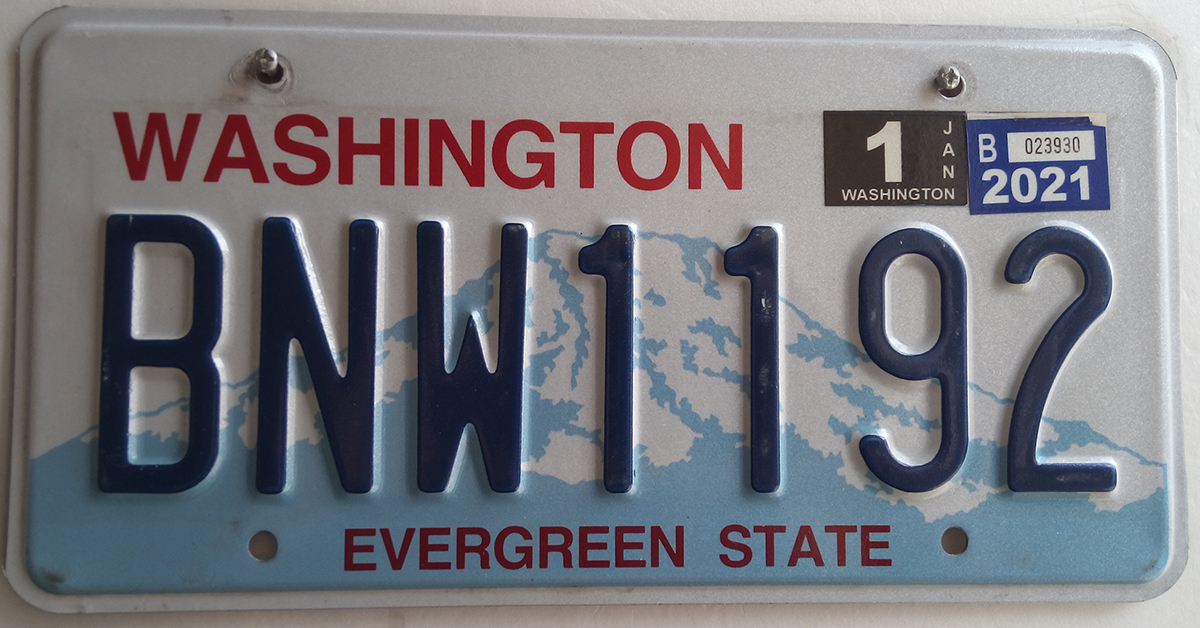 WASHINGTON
1 JAN
WASHINGTON
B 023930
2021
BNW1192
EVERGREEN STATE